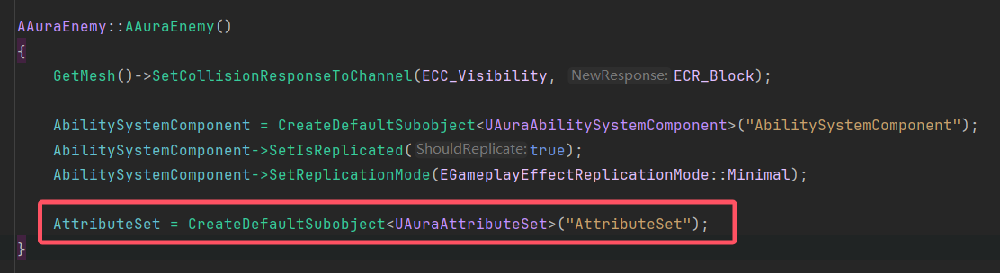 AAuraEnemy::AAuraEnemy()
{
GetMesh()->SetCollisionResponseToChannel(ECC_Visibility, NewResponse: ECR_Block);
AbilitySystemComponent = CreateDefaultSubobject<UAuraAbilitySystemComponent>("AbilitySystemComponent");
AbilitySystemComponent->SetIsReplicated( ShouldReplicate: true);
AbilitySystemComponent->SetReplicationMode(EGameplayEffectReplicationMode::Minimal);
AttributeSet = CreateDefaultSubobject<UAuraAttributeSet>("AttributeSet");
}